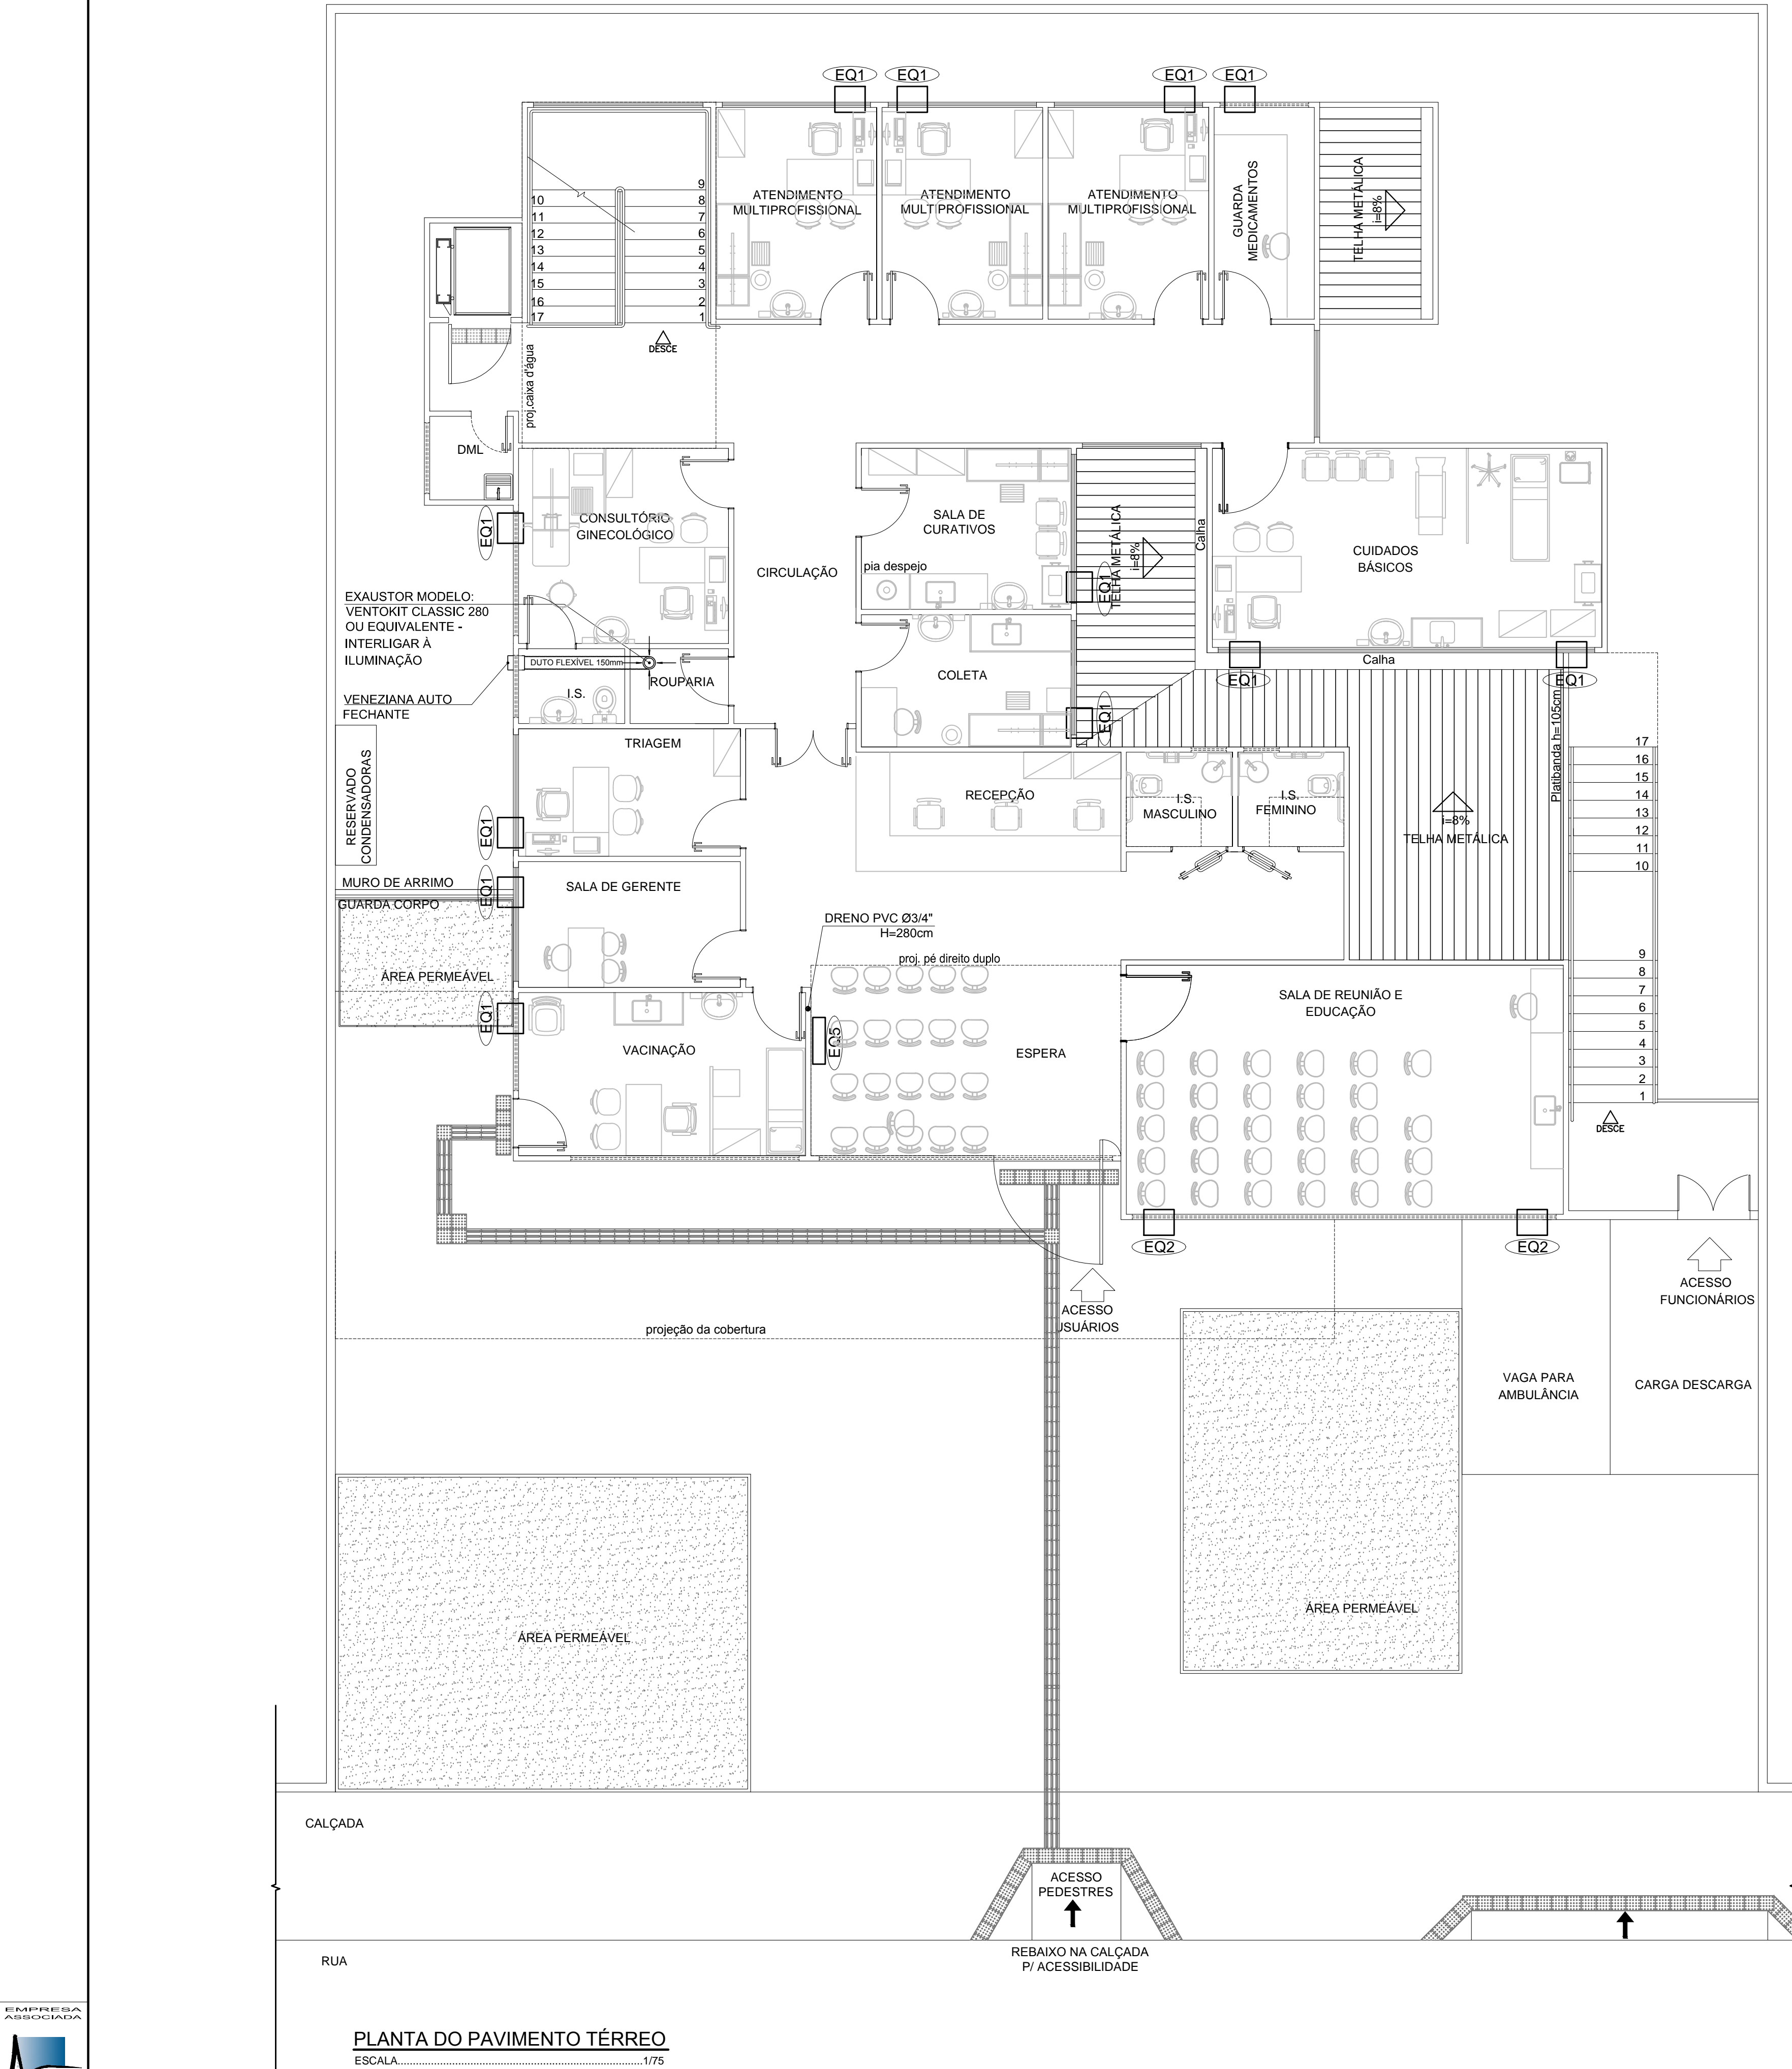 EQ1
EQ1
EQ1
EQ1
ATENDIMENTO
MULTIPROFISSIONAL
ATENDIMENTO
MULTIPROFISSIONAL
ATENDIMENTO
MULTIPROFISSIONAL
GUARDA
MEDICAMENTOS
TELHA METÁLICA
i=8%
9
10
8
11
7
12
6
13
5
14
4
15
3
16
2
17
1
DESCE
proj.caixa d'água
DML
EQ1
CONSULTÓRIO
GINECOLÓGICO
CIRCULAÇÃO
SALA DE
CURATIVOS
pia despejo
EQ1
TELHA METÁLICA
i=8%
Calha
CUIDADOS
BÁSICOS
EXAUSTOR MODELO:
VENTOKIT CLASSIC 280
OU EQUIVALENTE -
INTERLIGAR À
ILUMINAÇÃO
DUTO FLEXÍVEL 150mm
ROUPARIA
I.S.
VENEZIANA AUTO
FECHANTE
COLETA
EQ1
Calha
EQ1
EQ1
Platibanda h=105cm
RESERVADO
CONDENSADORAS
TRIAGEM
EQ1
RECEPÇÃO
I.S.
MASCULINO
I.S.
FEMININO
i=8%
TELHA METÁLICA
17
16
15
14
13
12
11
10
9
8
7
6
5
4
3
2
1
DESCE
MURO DE ARRIMO
GUARDA CORPO
EQ1
SALA DE GERENTE
DRENO PVC Ø3/4"
H=280cm
proj. pé direito duplo
ÁREA PERMEÁVEL
EQ1
VACINAÇÃO
EQ5
ESPERA
SALA DE REUNIÃO E
EDUCAÇÃO
EQ2
EQ2
ACESSO
USUÁRIOS
ACESSO
FUNCIONÁRIOS
projeção da cobertura
VAGA PARA
AMBULÂNCIA
CARGA DESCARGA
ÁREA PERMEÁVEL
ÁREA PERMEÁVEL
CALÇADA
ACESSO
PEDESTRES
RUA
REBAIXO NA CALÇADA
P/ ACESSIBILIDADE
EMPRESA
ASSOCIADA
PLANTA DO PAVIMENTO TÉRREO
ESCALA....................1/75